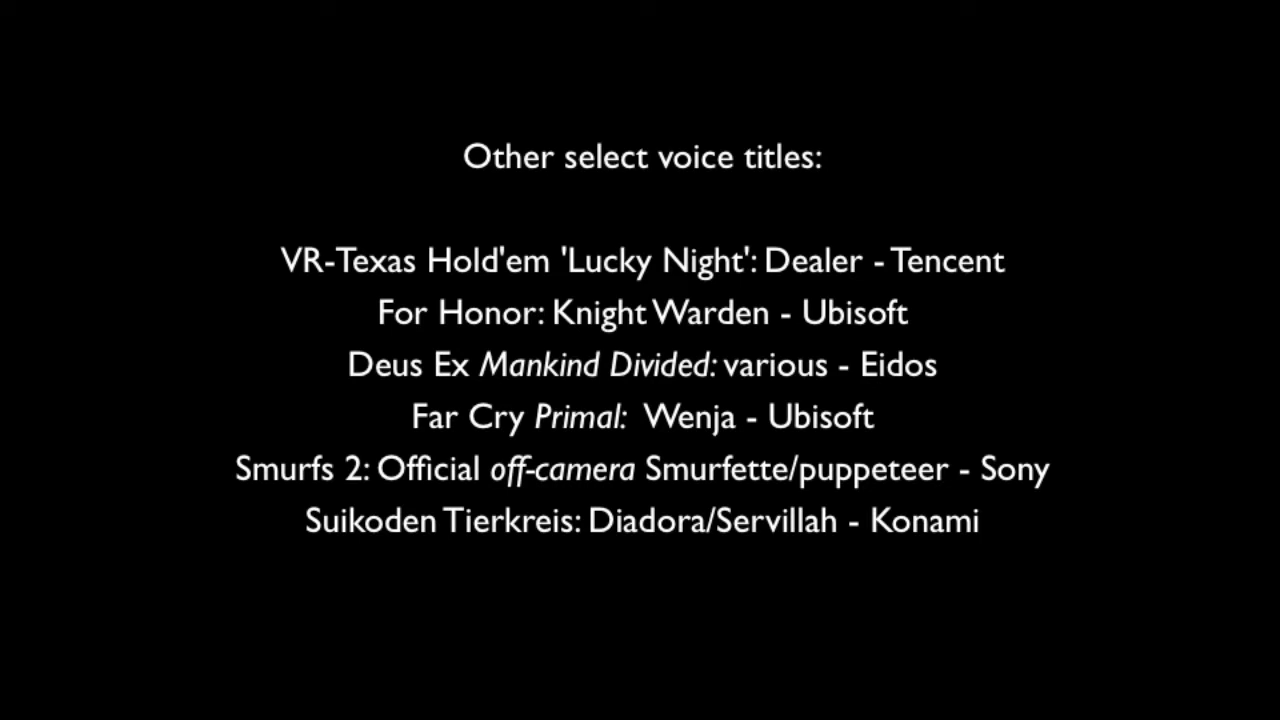 Other select voice titles:
VR-Texas Hold'em 'Lucky Night': Dealer - Tencent
For Honor: Knight Warden - Ubisoft
Deus Ex Mankind Divided: various - Eidos
Far Cry Primal: Wenja - Ubisoft
Smurfs 2: Official off-camera Smurfette/puppeteer - Sony
Suikoden Tierkreis: Diadora/Servillah - Konami